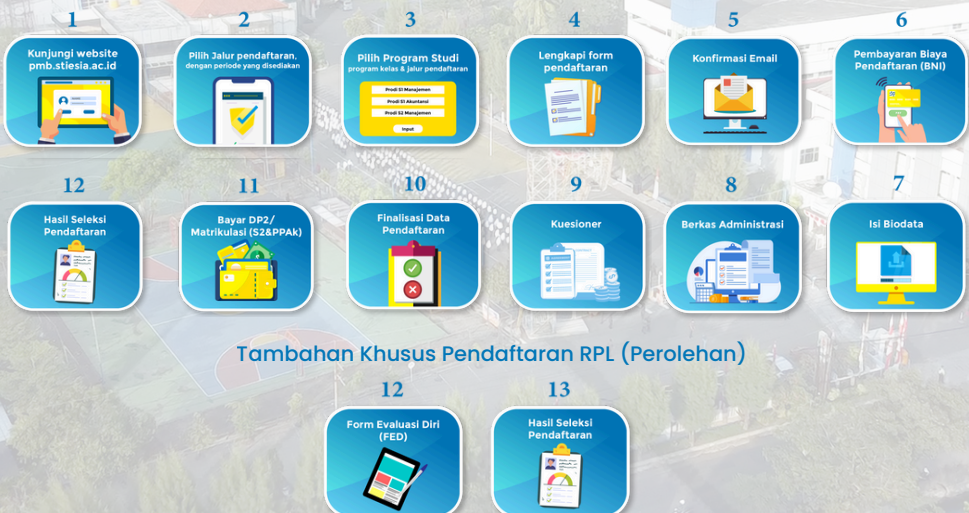 1
Kunjungi website
pmb.stiesia.ac.id
2
Pilih Jalur pendaftaran,
dengan periode yang disediakan
3
Pilih Program Studi
program kelas & jalur pendaftaran
Prodi S1 Manajemen
Prodi S1 Akuntansi
Prodi S2 Manajemen
Input
4
Lengkapi form
pendaftaran
5
Konfirmasi Email
6
Pembayaran Biaya
Pendaftaran (BNI)
12
Hasil Seleksi
Pendaftaran
11
Bayar DP2/
Matrikulasi (S2&PPAk)
10
Finalisasi Data
Pendaftaran
9
Kuesioner
8
Berkas Administrasi
7
Isi Biodata
Tambahan Khusus Pendaftaran RPL (Perolehan)
12
Form Evaluasi Diri
(FED)
13
Hasil Seleksi
Pendaftaran